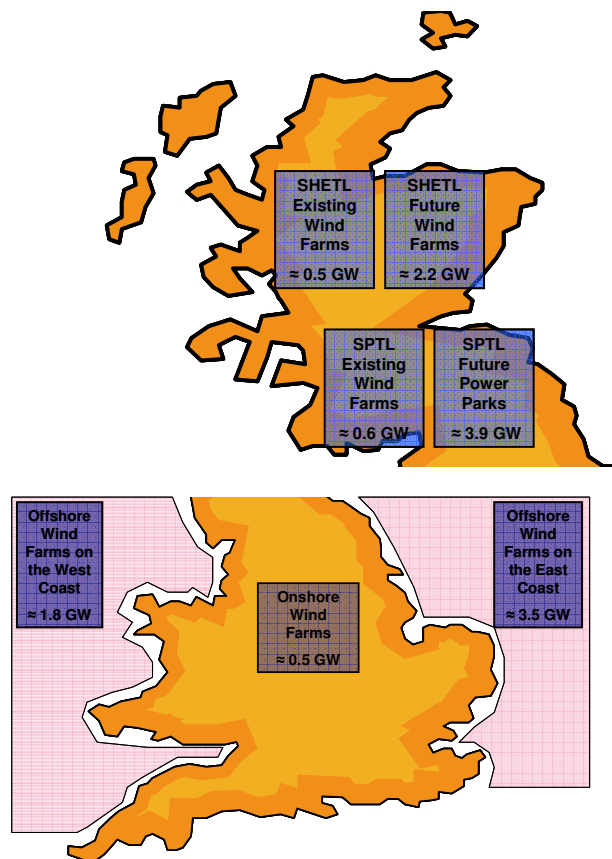 SHETL
Existing
Wind
Farms
≈ 0.5 GW
SHETL
Future
Wind
Farms
≈ 2.2 GW
SPTL
Existing
Wind
Farms
≈ 0.6 GW
SPTL
Future
Power
Parks
≈ 3.9 GW
Offshore
Wind
Farms on
the West
Coast
≈ 1.8 GW
Onshore
Wind
Farms
≈ 0.5 GW
Offshore
Wind
Farms on
the East
Coast
≈ 3.5 GW